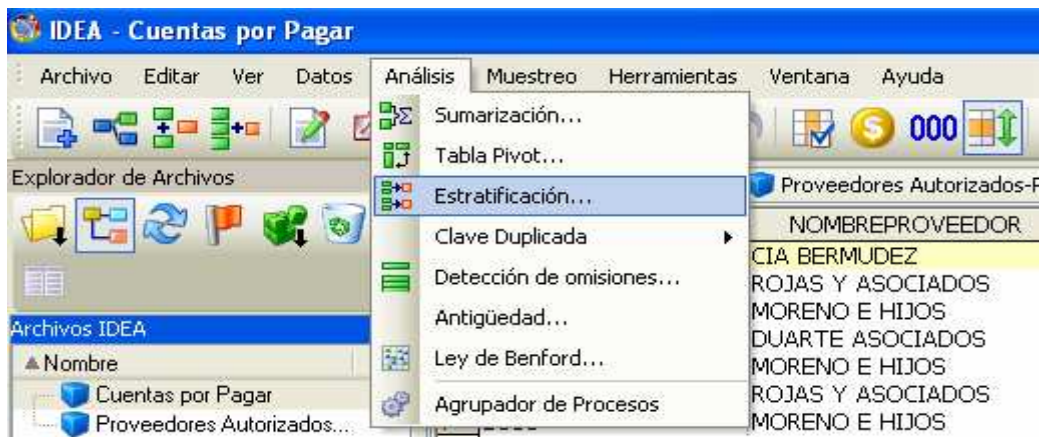 IDEA - Cuentas por Pagar
Archivo Editar Ver Datos Análisis Muestreo Herramientas Ventana Ayuda
000
Sumarización...
Tabla Pivot...
Estratificación...
Clave Duplicada
Detección de omisiones...
Antigüedad...
Ley de Benford...
Agrupador de Procesos
Explorador de Archivos
Archivos IDEA
Nombre
Cuentas por Pagar
Proveedores Autorizados...
Proveedores Autorizados-
NOMBREPROVEEDOR
CIA BERMUDEZ
ROJAS Y ASOCIADOS
MORENO E HIJOS
DUARTE ASOCIADOS
MORENO E HIJOS
ROJAS Y ASOCIADOS
MORENO E HIJOS